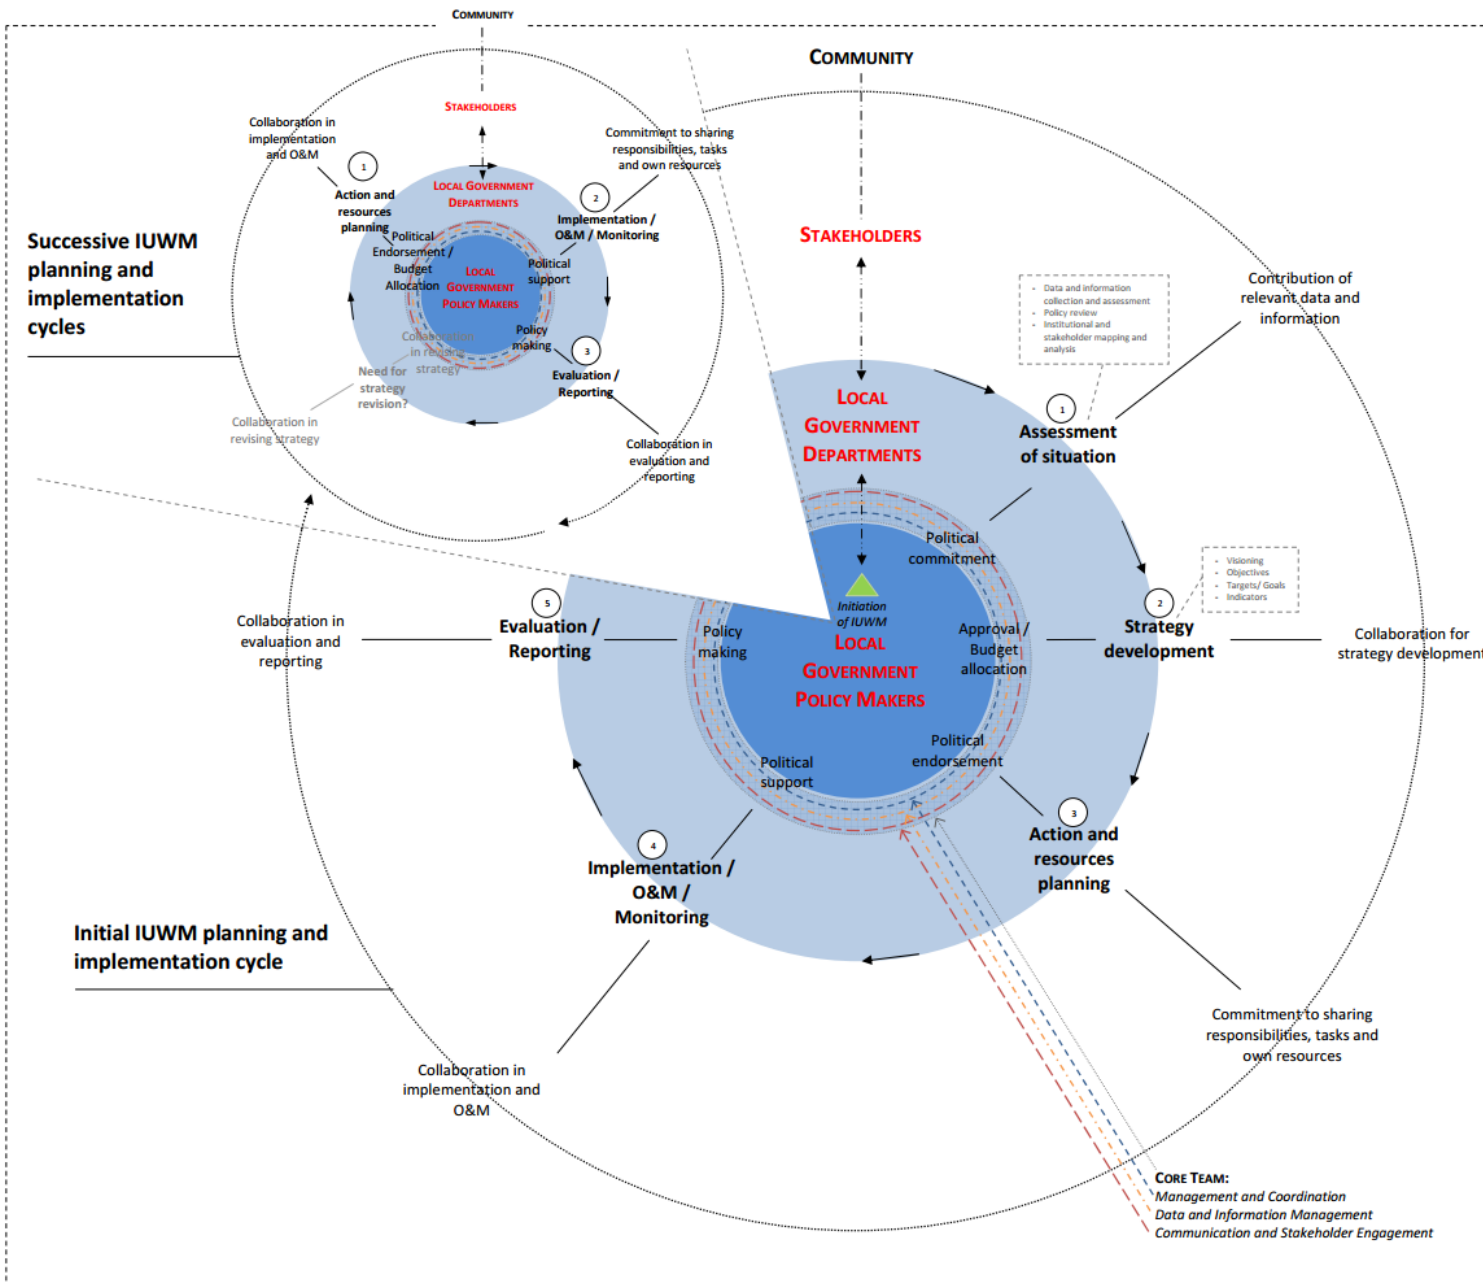 COMMUNITY
STAKEHOLDERS
Collaboration in
implementation
and O&M
Commitment to sharing
responsibilities, tasks
and own resources
1
Action and
resources
planning
LOCAL GOVERNMENT
DEPARTMENTS
2
Implementation /
O&M / Monitoring
Political
Endorsement /
Budget
Allocation
Political
support
LOCAL
GOVERNMENT
POLICY MAKERS
Policy
making
3
Evaluation /
Reporting
Collaboration
in revising
strategy
Need for
strategy
revision?
Collaboration in
revising strategy
Collaboration in
evaluation and
reporting
Successive IUWM
planning and
implementation
cycles
COMMUNITY
STAKEHOLDERS
LOCAL
GOVERNMENT
DEPARTMENTS
- Data and information
collection and assessment
- Policy review
- Institutional and
stakeholder mapping and
analysis
Contribution of
relevant data and
information
1
Assessment
of situation
Political
commitment
- Visioning
- Objectives
- Targets/ Goals
- Indicators
2
Strategy
development
Approval /
Budget
allocation
Collaboration for
strategy development
Initiation
of IUWM
LOCAL
GOVERNMENT
POLICY MAKERS
5
Evaluation /
Reporting
Policy
making
Collaboration in
evaluation and
reporting
Political
endorsement
3
Action and
resources
planning
Political
support
4
Implementation /
O&M /
Monitoring
Initial IUWM planning and
implementation cycle
Commitment to sharing
responsibilities, tasks and
own resources
Collaboration in
implementation and
O&M
CORE TEAM:
Management and Coordination
Data and Information Management
Communication and Stakeholder Engagement